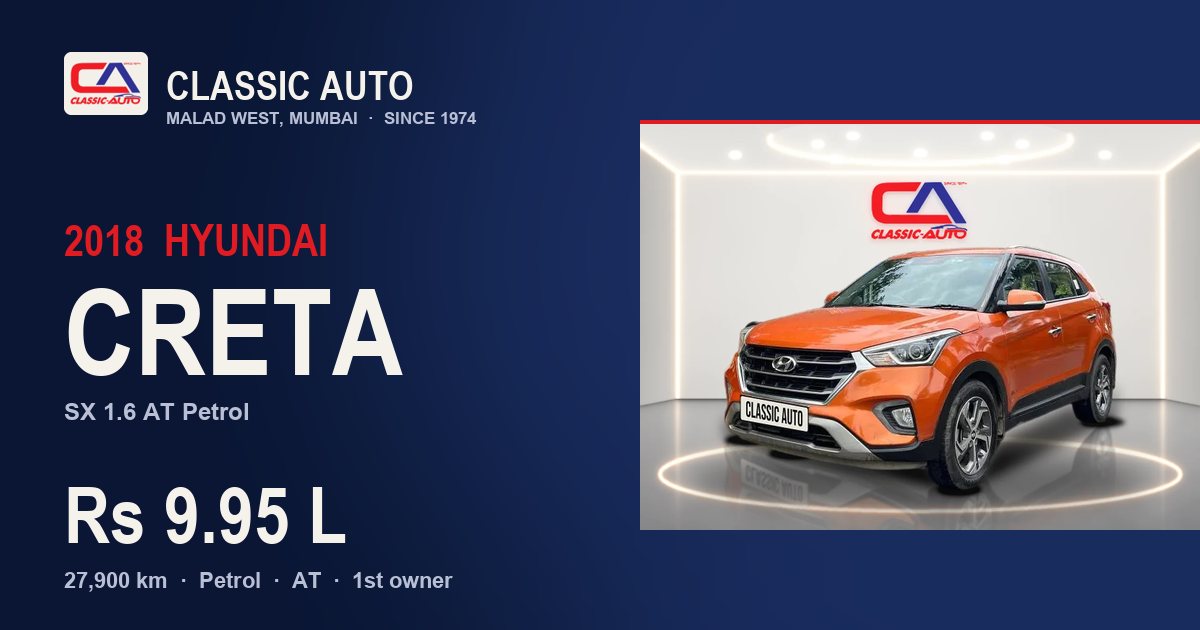 CLASSIC-AUTO
CLASSIC AUTO
MALAD WEST, MUMBAI · SINCE 1974
2018 HYUNDAI
CRETA
SX 1.6 AT Petrol
Rs 9.95 L
27,900 km · Petrol · AT · 1st owner
CA
CLASSIC-AUTO
CLASSIC AUTO